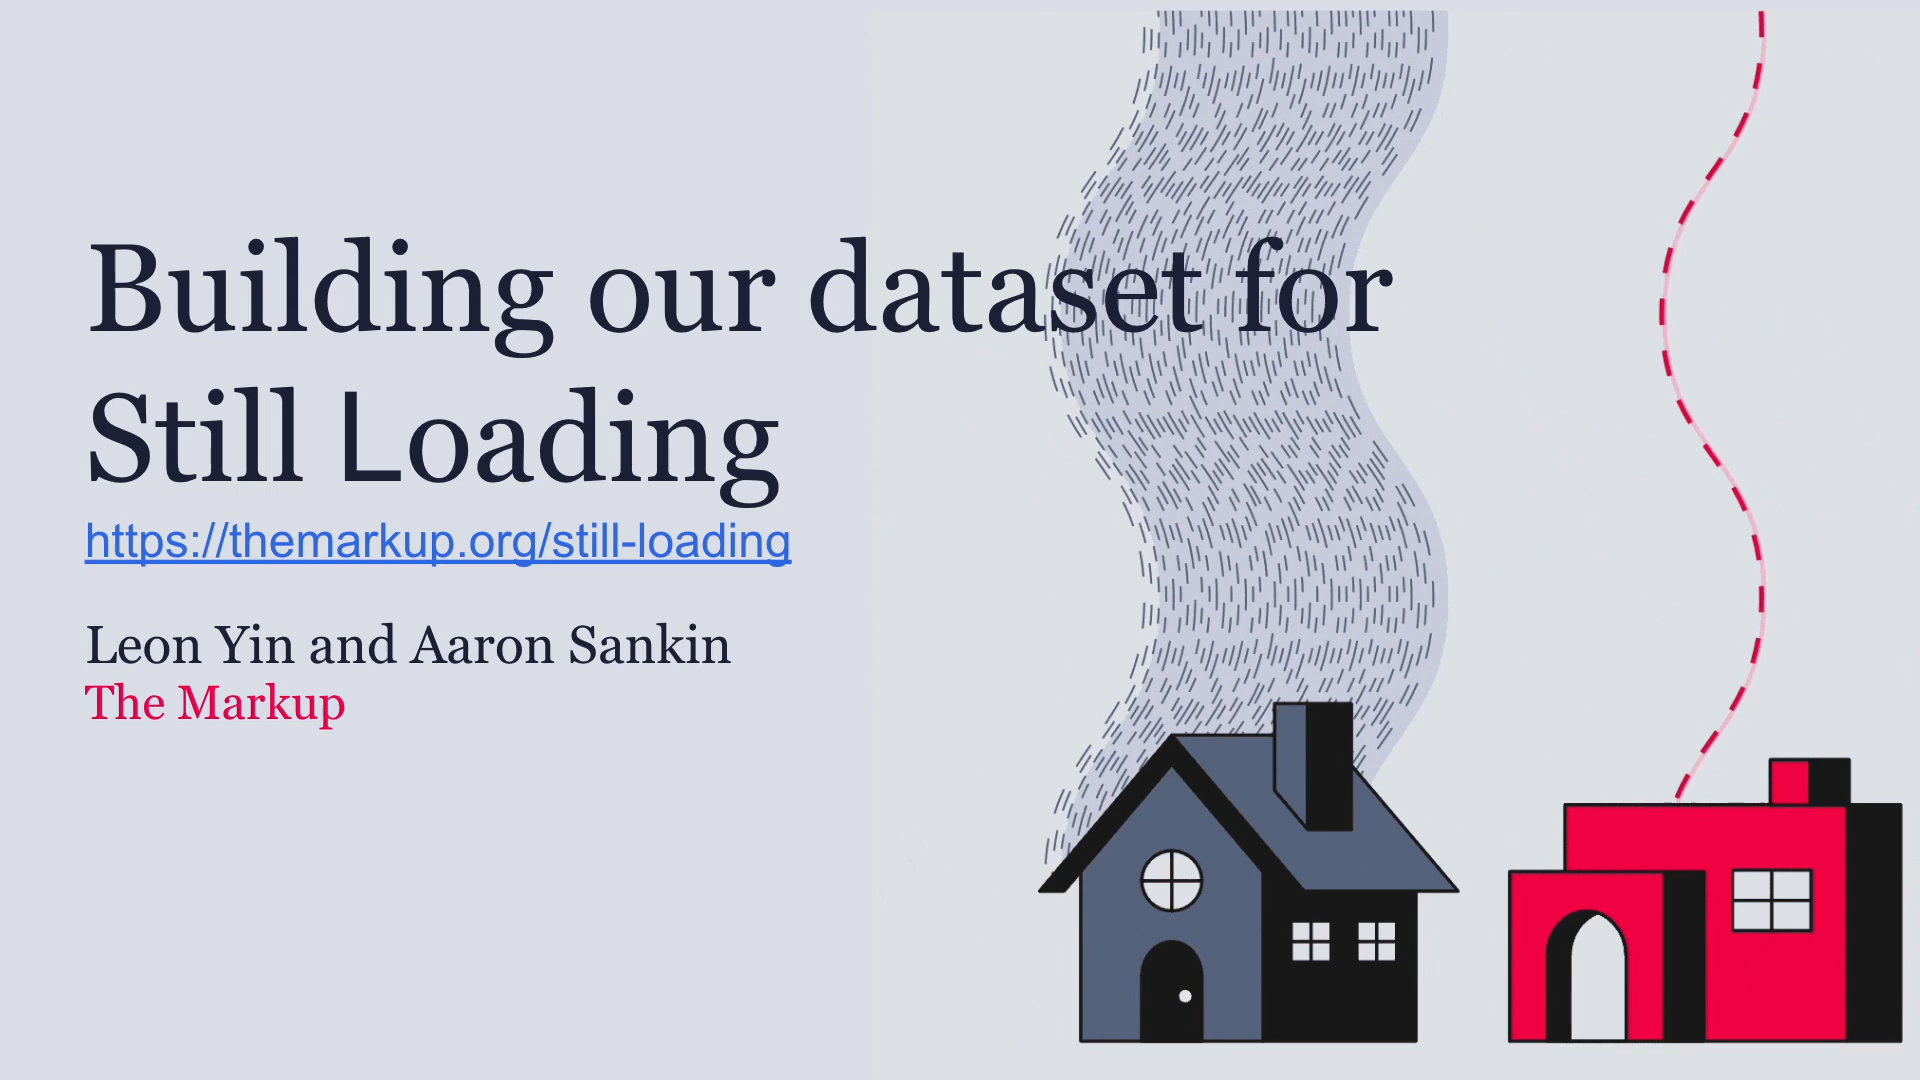 Building our dataset for
Still Loading
https://themarkup.org/still-loading
Leon Yin and Aaron Sankin
The Markup